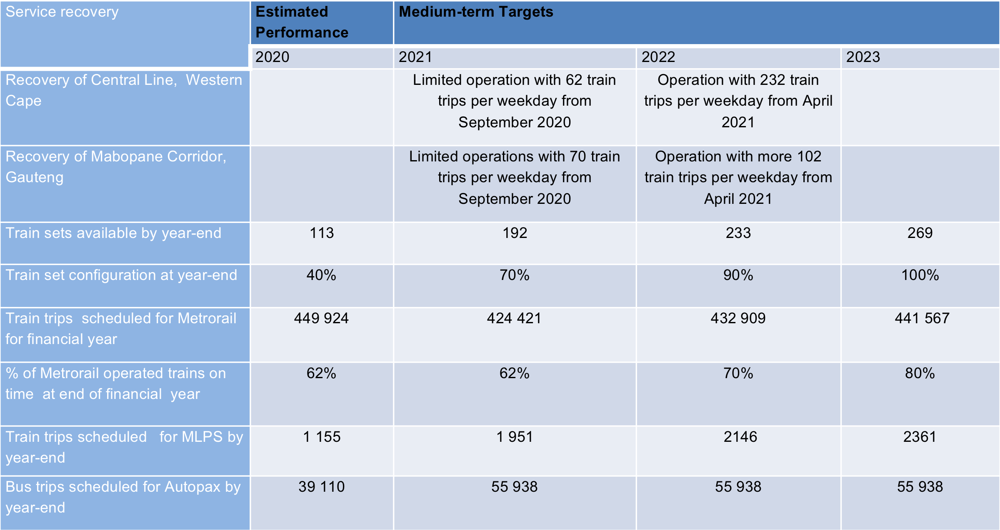 Service recovery
Estimated
Performance
Medium-term Targets
2020
2021
2022
2023
Recovery of Central Line,  Western
Cape
Limited operation with 62 train
trips per weekday from
September 2020
Operation with 232 train
trips per weekday from April
2021
Recovery of Mabopane Corridor,
Gauteng
Limited operations with 70 train
trips per weekday from
September 2020
Operation with more 102
train trips per weekday from
April 2021
Train sets available by year-end
113
192
233
269
Train set configuration at year-end
40%
70%
90%
100%
Train trips  scheduled for Metrorail
for financial year
449 924
424 421
432 909
441 567
% of Metrorail operated trains on
time  at end of financial  year
62%
62%
70%
80%
Train trips scheduled   for MLPS by
year-end
1 155
1 951
2146
2361
Bus trips scheduled for Autopax by
year-end
39 110
55 938
55 938
55 938